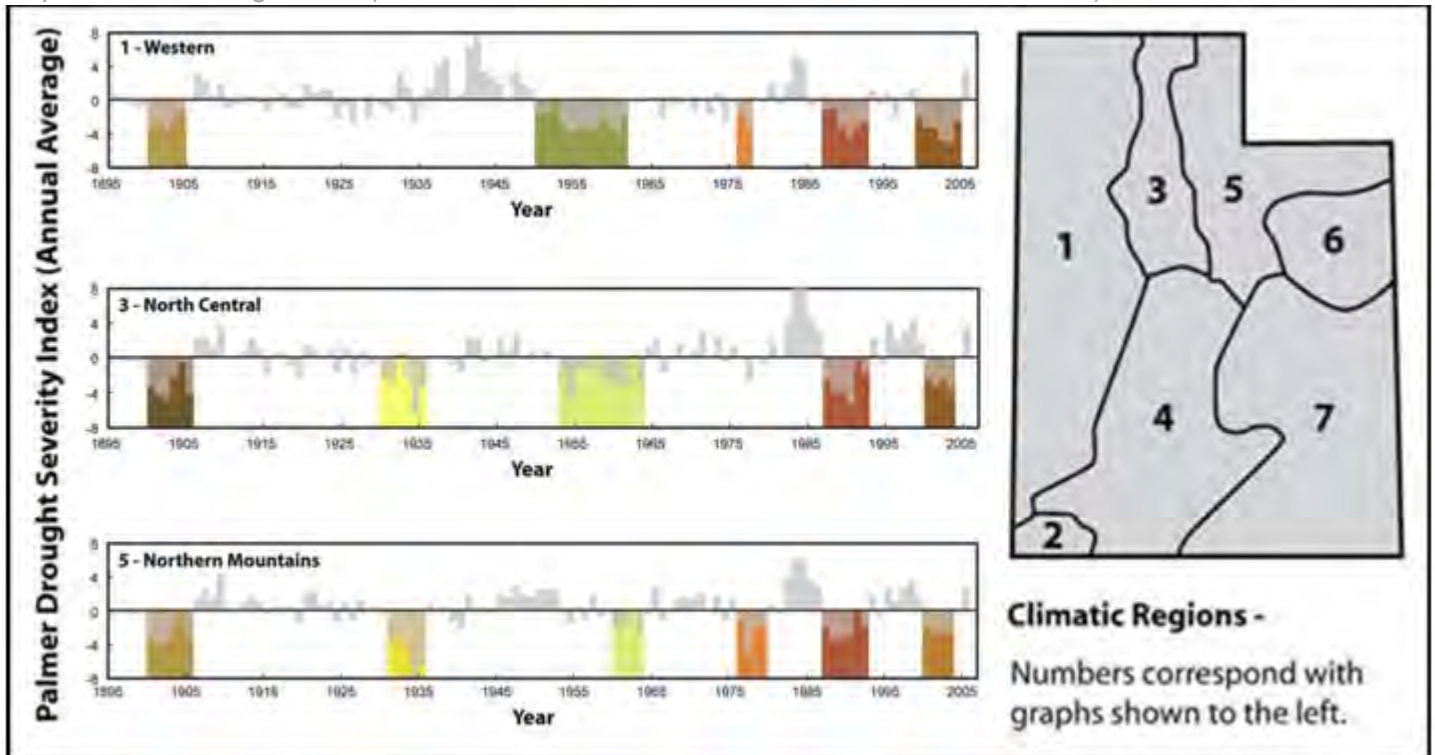 Palmer Drought Severity Index (Annual Average)
1 - Western
8
4
0
-4
-8
1895 1905 1915 1925 1935 1945 1955 1965 1975 1985 1995 2005
Year
3 - North Central
8
4
0
-4
-8
1895 1905 1915 1925 1935 1945 1955 1965 1975 1985 1995 2005
Year
5 - Northern Mountains
8
4
0
-4
-8
1895 1905 1915 1925 1935 1945 1955 1965 1975 1985 1995 2005
Year
1
3
5
6
4
7
2
Climatic Regions -
Numbers correspond with
graphs shown to the left.